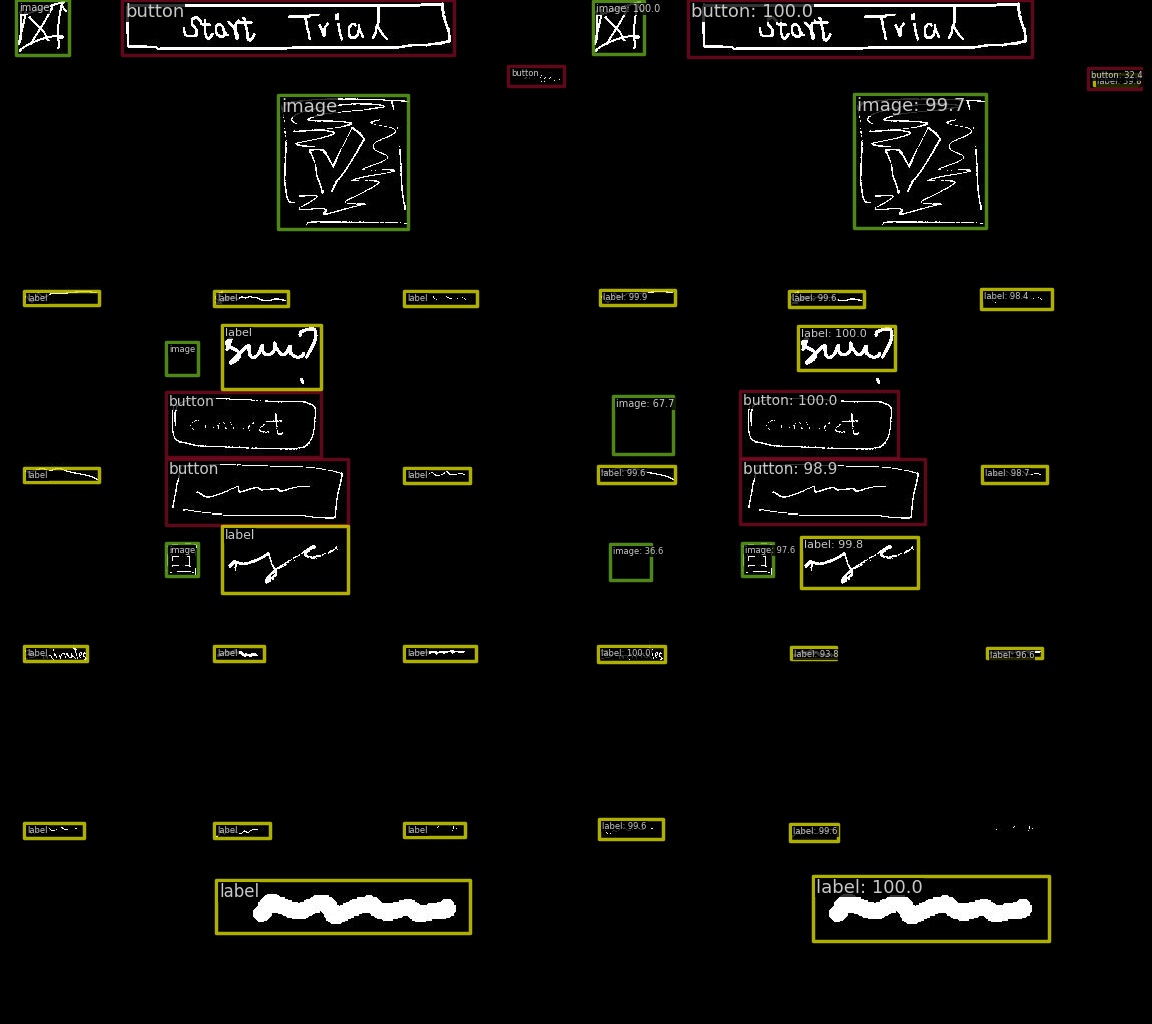 image button Start Trial image: 100.0 button: 100.0 Start Trial
button button: 32.4
image image: 99.7
label label label label: 99.9 label: 99.6 label: 98.4
label label: 100.0
image
button button: 100.0
connect connect
image: 67.7
button button: 98.9
label label label: 99.6 label: 98.7
label label: 99.8
image image: 36.6 image: 97.6
label label label label: 100.0 label: 93.8 label: 96.6
label label label label: 99.6 label: 99.6
label label: 100.0